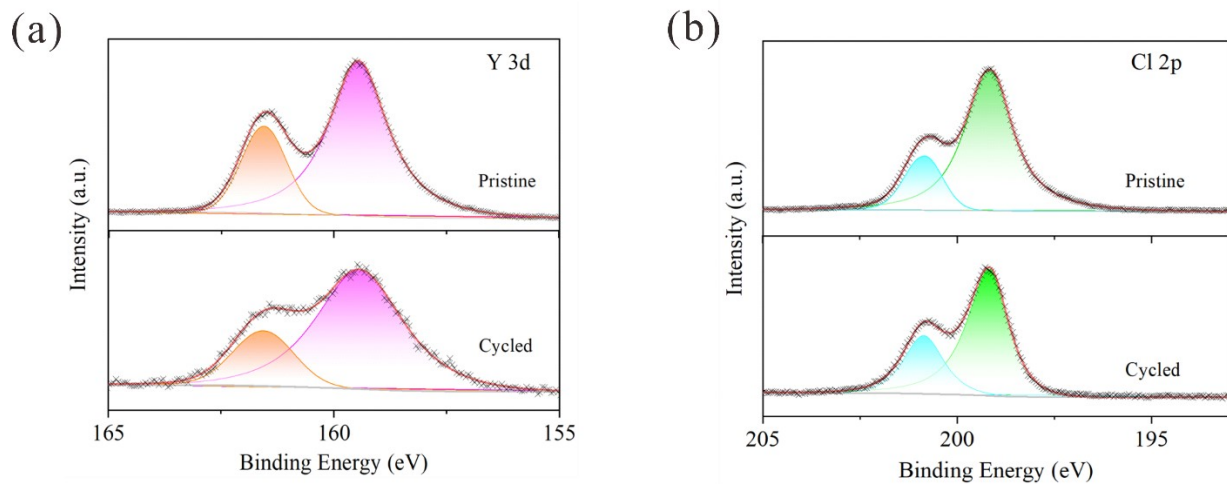 (a)
Y 3d
Pristine
Cycled
Intensity (a.u.)
165
160
155
Binding Energy (eV)
(b)
Cl 2p
Pristine
Cycled
Intensity (a.u.)
205
200
195
Binding Energy (eV)